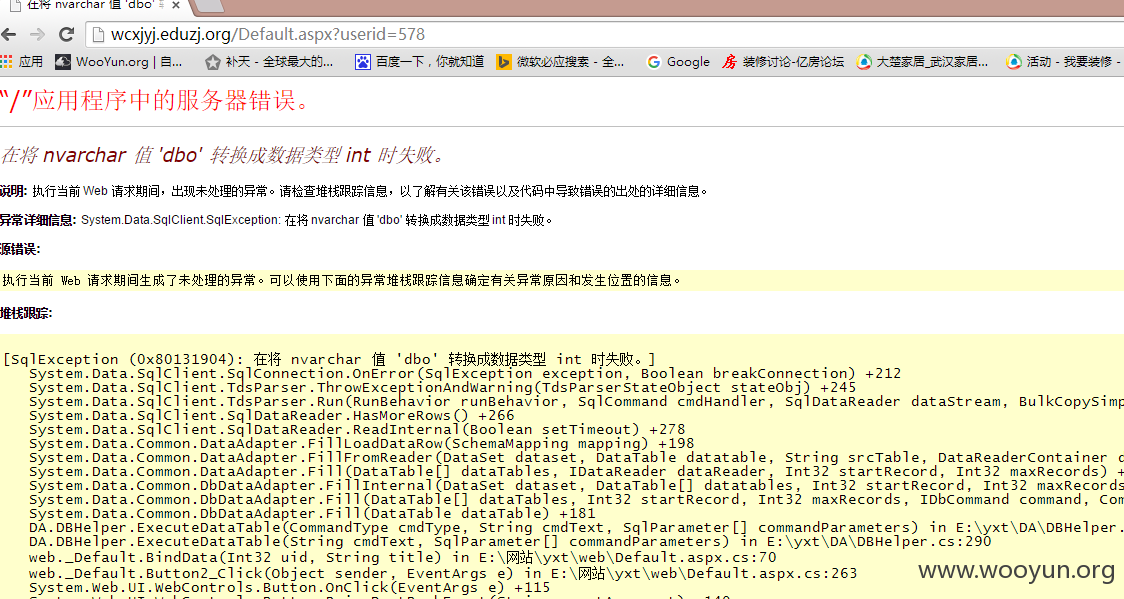 在将 nvarchar 值 'dbo' 
wcxjyj.eduzj.org/Default.aspx?userid=578
应用 WooYun.org | 自... 补天 - 全球最大的... 百度一下，你就知道 微软必应搜索 - 全... Google 装修讨论-亿房论坛 大楚家居_武汉家居... 活动 - 我要装修 -
“/”应用程序中的服务器错误。
在将 nvarchar 值 'dbo' 转换成数据类型 int 时失败。
说明: 执行当前 Web 请求期间，出现未处理的异常。请检查堆栈跟踪信息，以了解有关该错误以及代码中导致错误的出处的详细信息。
异常详细信息: System.Data.SqlClient.SqlException: 在将 nvarchar 值 'dbo' 转换成数据类型 int 时失败。
源错误:
执行当前 Web 请求期间生成了未处理的异常。可以使用下面的异常堆栈跟踪信息确定有关异常原因和发生位置的信息。
堆栈跟踪:
[SqlException (0x80131904): 在将 nvarchar 值 'dbo' 转换成数据类型 int 时失败。]
System.Data.SqlClient.SqlConnection.OnError(SqlException exception, Boolean breakConnection) +212
System.Data.SqlClient.TdsParser.ThrowExceptionAndWarning(TdsParserStateObject stateObj) +245
System.Data.SqlClient.TdsParser.Run(RunBehavior runBehavior, SqlCommand cmdHandler, SqlDataReader dataStream, BulkCopySimp
System.Data.SqlClient.SqlDataReader.HasMoreRows() +266
System.Data.SqlClient.SqlDataReader.ReadInternal(Boolean setTimeout) +278
System.Data.Common.DataAdapter.FillLoadDataRow(SchemaMapping mapping) +198
System.Data.Common.DataAdapter.FillFromReader(DataSet dataset, DataTable datatable, String srcTable, DataReaderContainer d
System.Data.Common.DataAdapter.Fill(DataTable[] dataTables, IDataReader dataReader, Int32 startRecord, Int32 maxRecords) +
System.Data.Common.DbDataAdapter.FillInternal(DataSet dataset, DataTable[] datatables, Int32 startRecord, Int32 maxRecords
System.Data.Common.DbDataAdapter.Fill(DataTable[] dataTables, Int32 startRecord, Int32 maxRecords, IDbCommand command, Com
System.Data.Common.DbDataAdapter.Fill(DataTable dataTable) +181
DA.DBHelper.ExecuteDataTable(CommandType cmdType, String cmdText, SqlParameter[] commandParameters) in E:\yxt\DA\DBHelper.
DA.DBHelper.ExecuteDataTable(String cmdText, SqlParameter[] commandParameters) in E:\yxt\DA\DBHelper.cs:290
web._Default.BindData(Int32 uid, String title) in E:\网站\yxt\web\Default.aspx.cs:70
web._Default.Button2_Click(Object sender, EventArgs e) in E:\网站\yxt\web\Default.aspx.cs:263
System.Web.UI.WebControls.Button.OnClick(EventArgs e) +115
www.wooyun.org